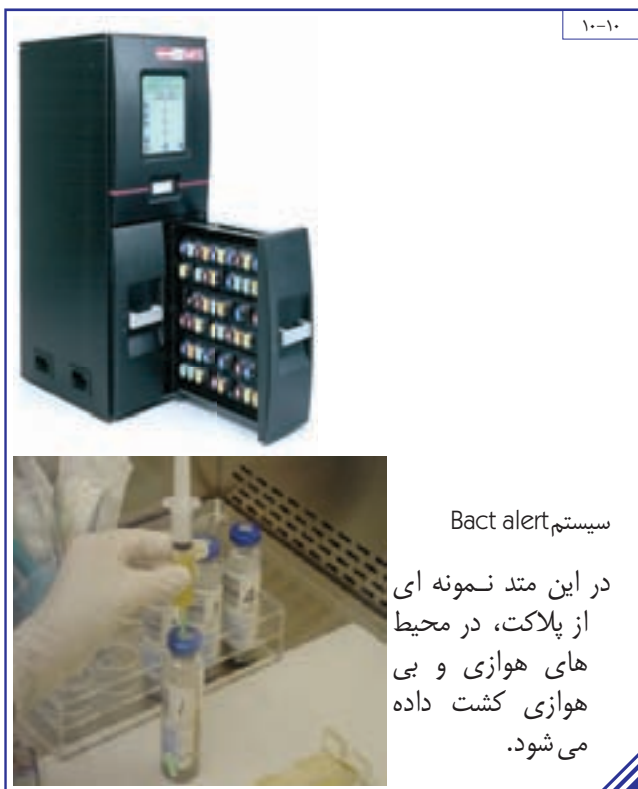 ۱۰-۱۰
سیستم Bact alert
در این متد نـمونه ای
از پلاکت، در محیط
های هوازی و بی
هوازی کشت داده
می‌شود.